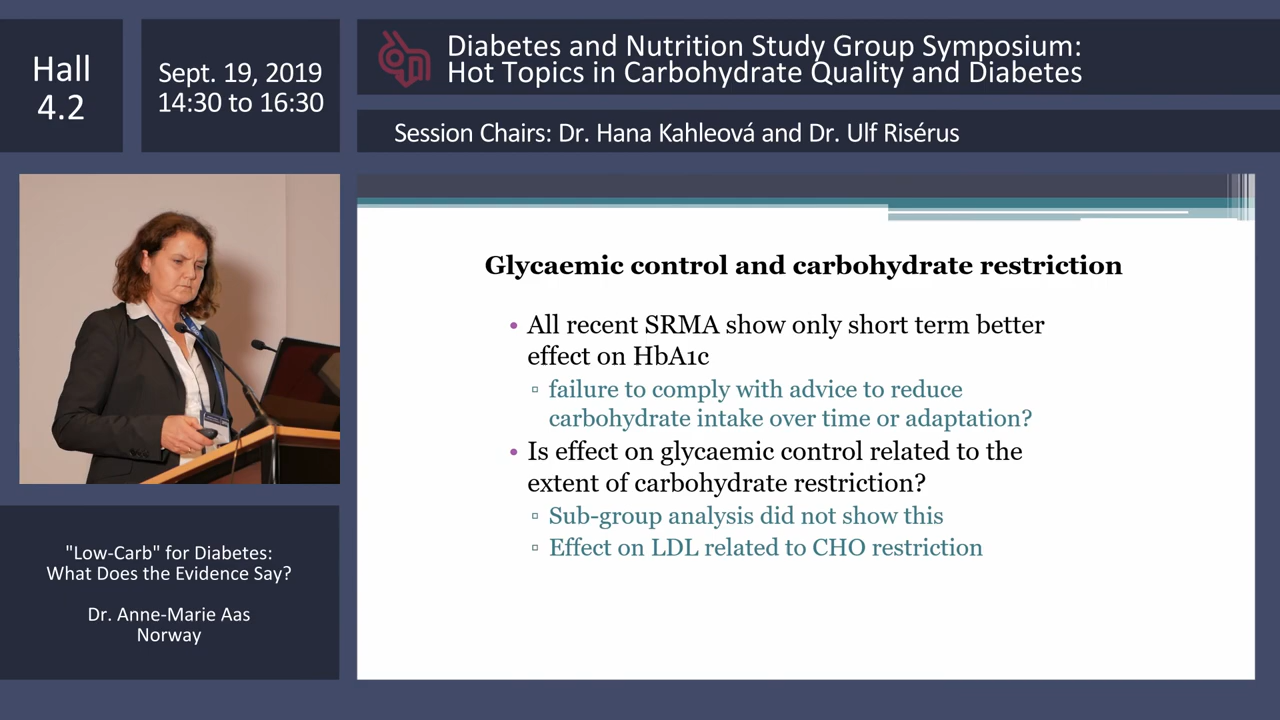 Hall
4.2
Sept. 19, 2019
14:30 to 16:30
Diabetes and Nutrition Study Group Symposium:
Hot Topics in Carbohydrate Quality and Diabetes
Session Chairs: Dr. Hana Kahleová and Dr. Ulf Risérus
Glycaemic control and carbohydrate restriction
• All recent SRMA show only short term better
effect on HbA1c
▫ failure to comply with advice to reduce
carbohydrate intake over time or adaptation?
• Is effect on glycaemic control related to the
extent of carbohydrate restriction?
▫ Sub-group analysis did not show this
▫ Effect on LDL related to CHO restriction
"Low-Carb" for Diabetes:
What Does the Evidence Say?
Dr. Anne-Marie Aas
Norway